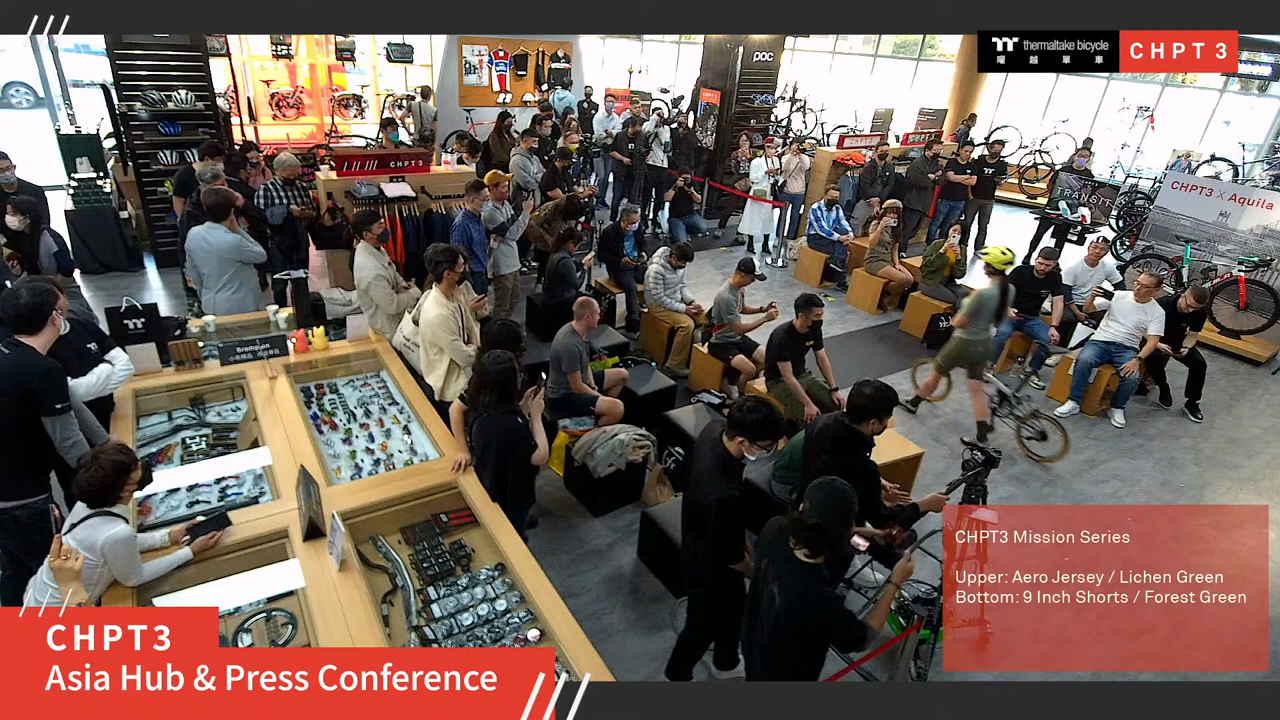 thermaltake bicycle
曜越單車
CHPT3
poc
CHPT3
CHPT3
TRANSIT
CHPT3 X Aquila
Brompton
CHPT3 Mission Series
Upper: Aero Jersey / Lichen Green
Bottom: 9 Inch Shorts / Forest Green
CHPT3
Asia Hub & Press Conference